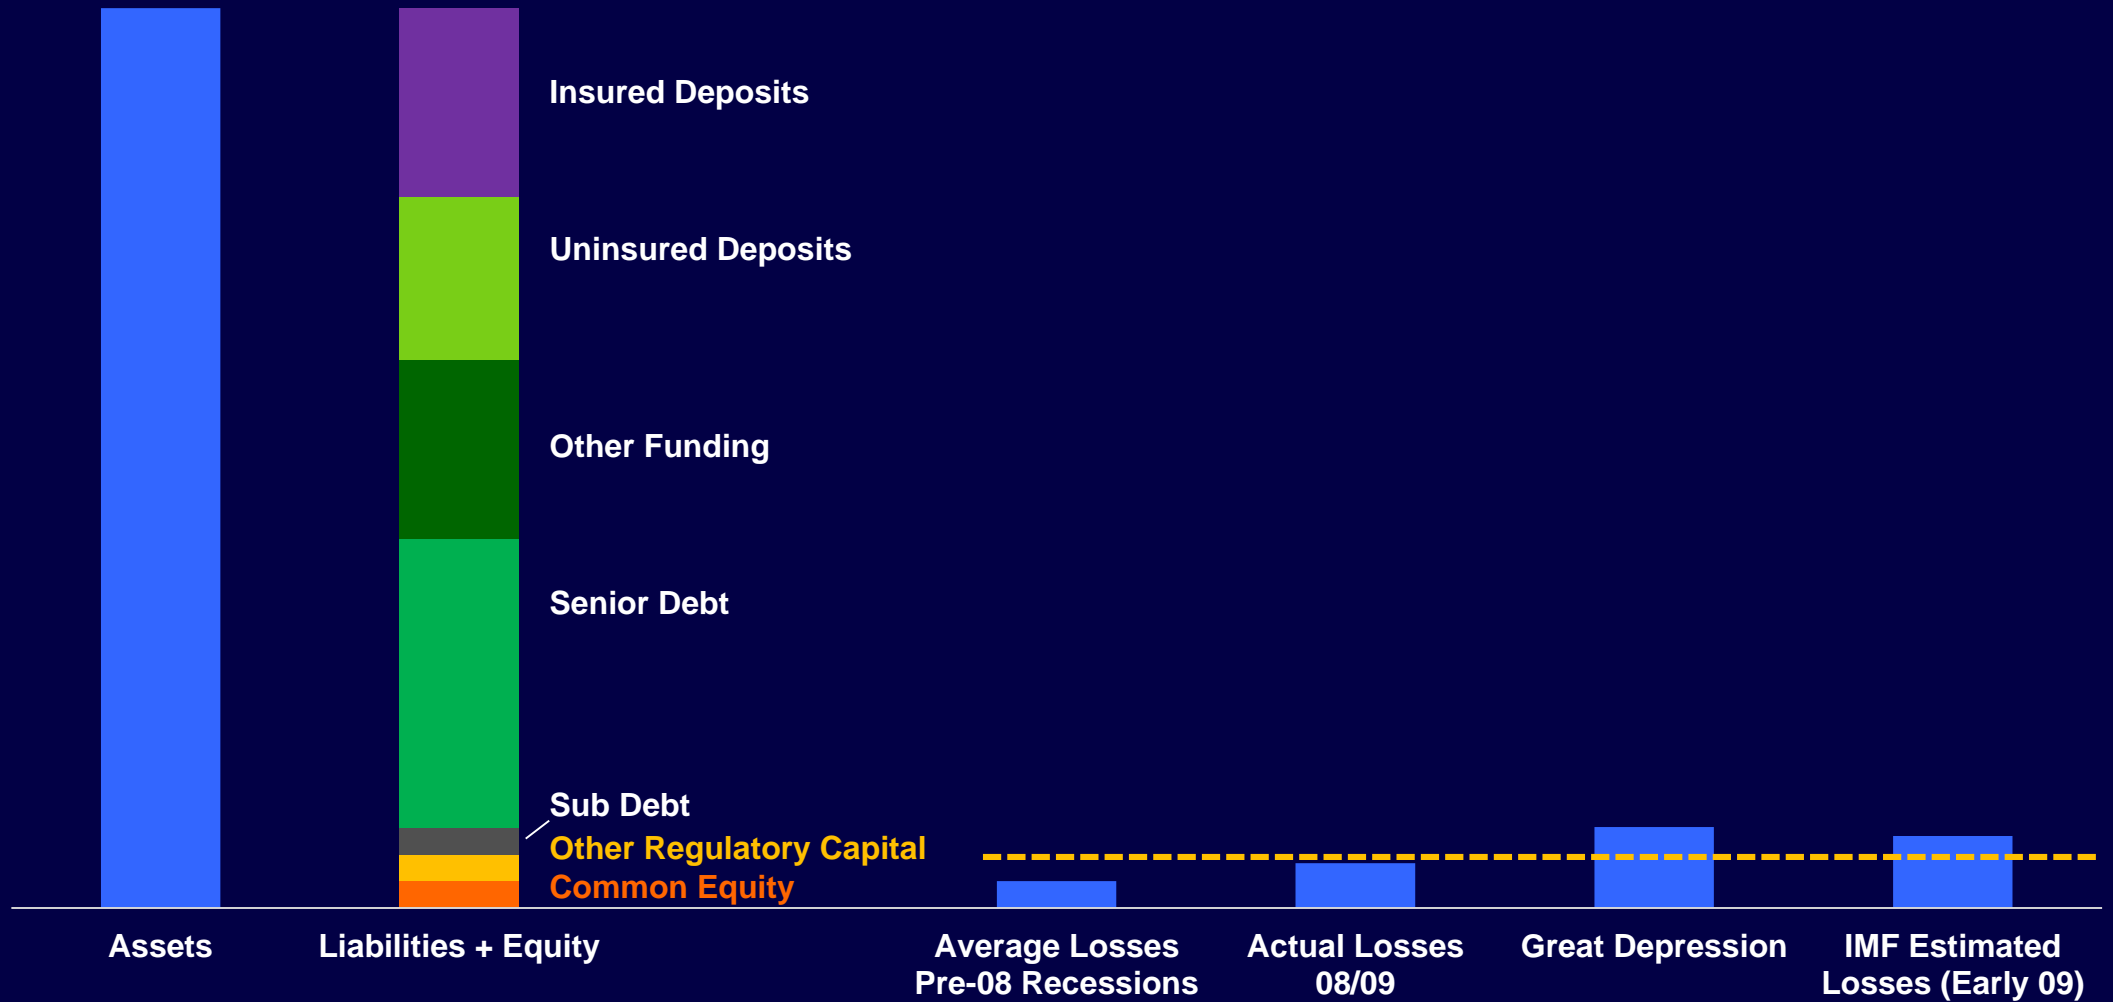 Insured Deposits
Uninsured Deposits
Other Funding
Senior Debt
Sub Debt
Other Regulatory Capital
Common Equity
Assets
Liabilities + Equity
Average Losses
Pre-08 Recessions
Actual Losses
08/09
Great Depression
IMF Estimated
Losses (Early 09)